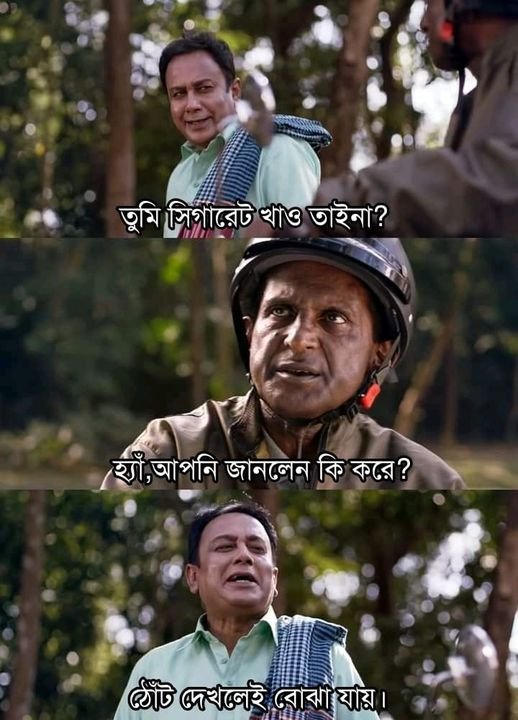 তুমি সিগারেট খাও তাইনা?
হ্যাঁ,আপনি জানলেন কি করে?
ঠোঁট দেখলেই বোঝা যায়।